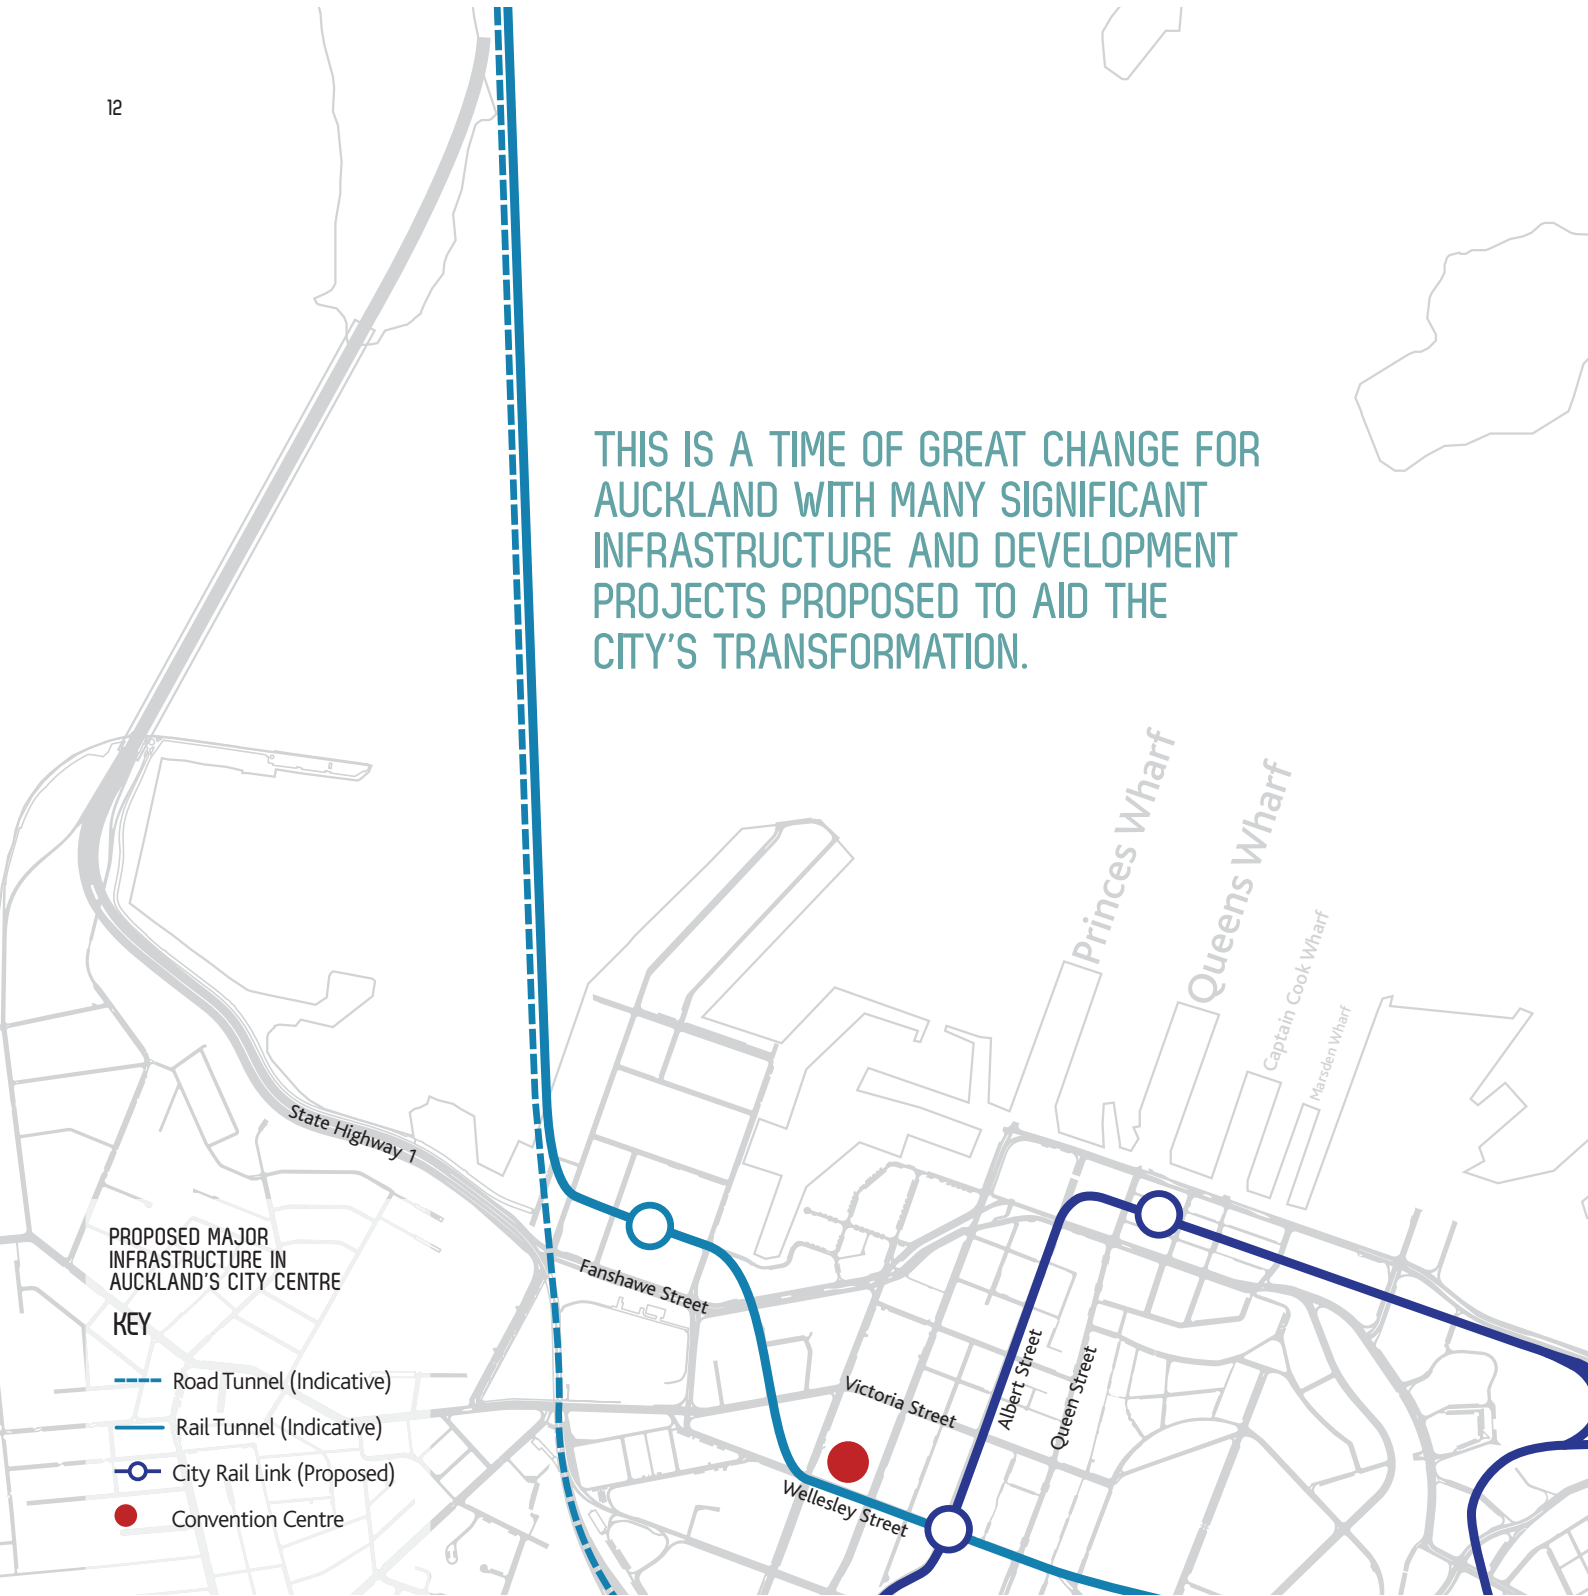 12
THIS IS A TIME OF GREAT CHANGE FOR
AUCKLAND WITH MANY SIGNIFICANT
INFRASTRUCTURE AND DEVELOPMENT
PROJECTS PROPOSED TO AID THE
CITY'S TRANSFORMATION.
Princes Wharf
Queens Wharf
Captain Cook Wharf
Marsden Wharf
State Highway 1
Fanshawe Street
Victoria Street
Albert Street
Queen Street
Wellesley Street
PROPOSED MAJOR
INFRASTRUCTURE IN
AUCKLAND'S CITY CENTRE
KEY
Road Tunnel (Indicative)
Rail Tunnel (Indicative)
City Rail Link (Proposed)
Convention Centre